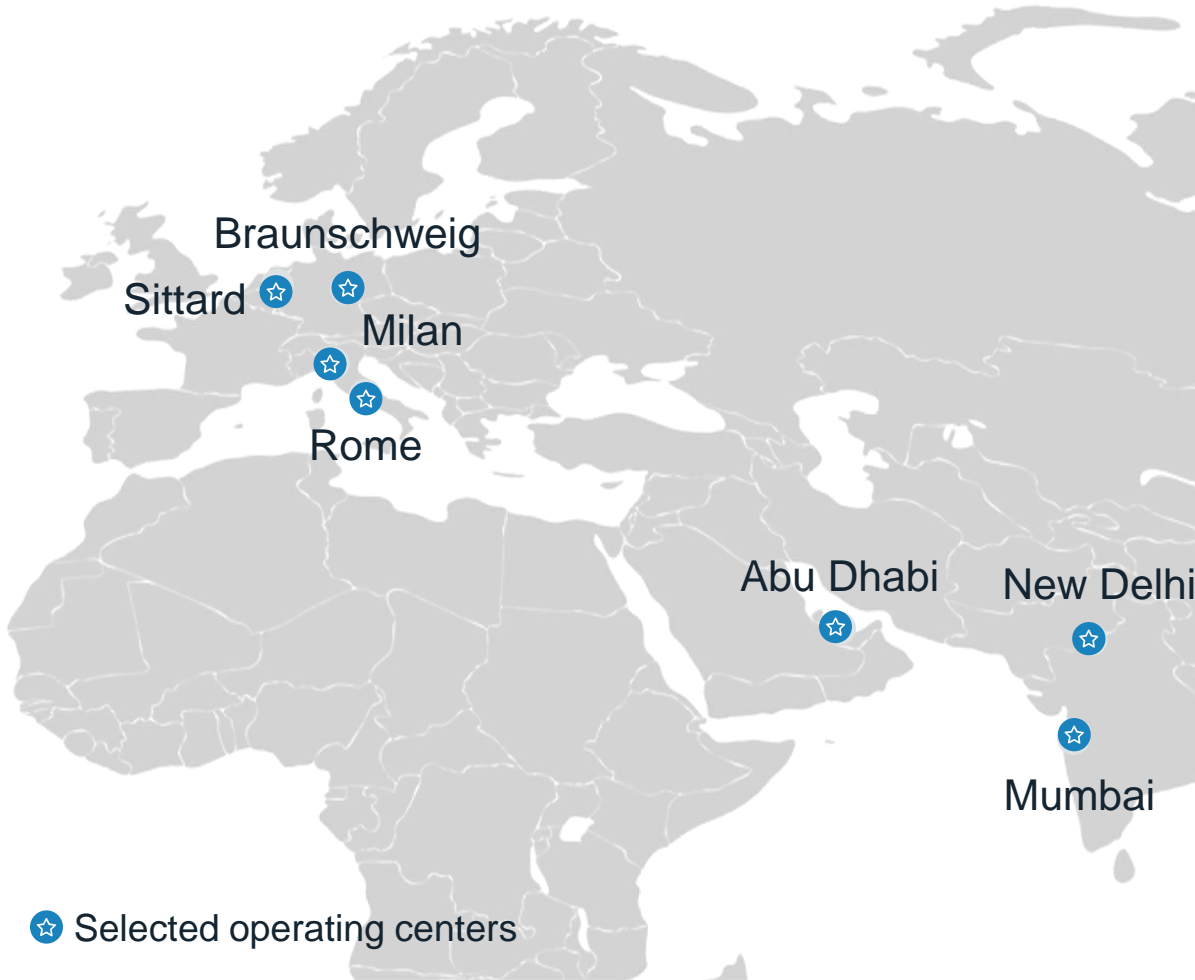 Braunschweig
Sittard
Milan
Rome
Abu Dhabi
New Delhi
Mumbai
Selected operating centers